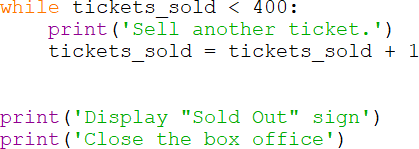 while tickets_sold < 400:
    print('Sell another ticket.')
    tickets_sold = tickets_sold + 1
print('Display "Sold Out" sign')
print('Close the box office')